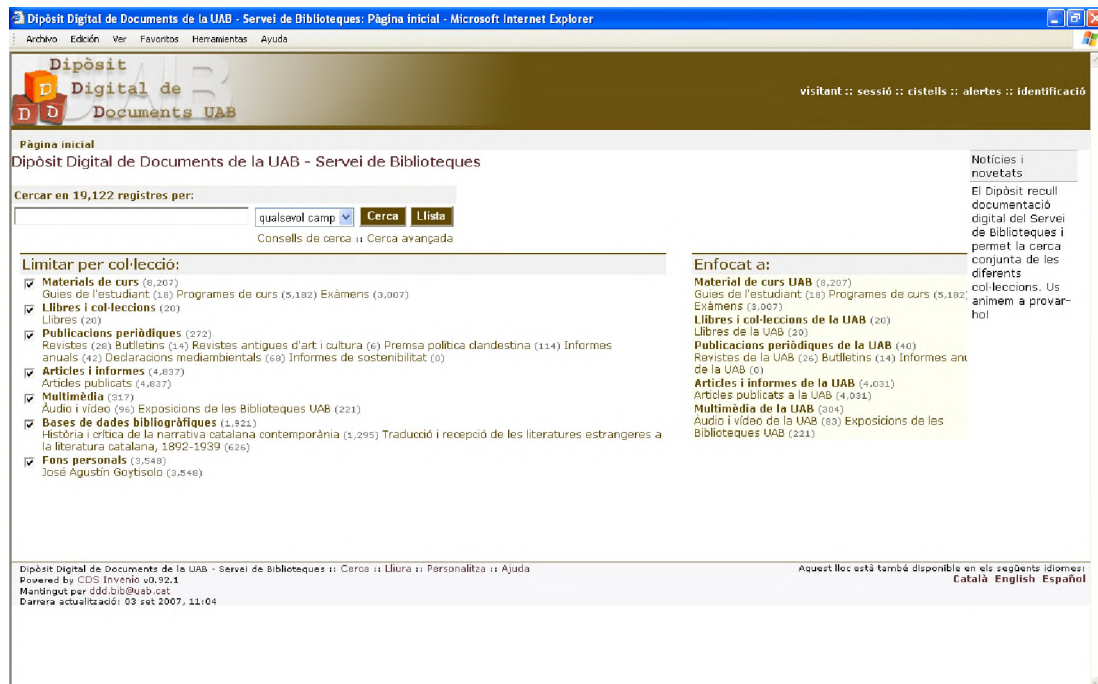 Dipòsit Digital de Documents de la UAB - Servei de Biblioteques: Pàgina inicial - Microsoft Internet Explorer
Archivo Edición Ver Favoritos Herramientas Ayuda
Dipòsit
Digital de
Documents UAB
D
D D
visitant :: sessió :: cistells :: alertes :: identificació
Pàgina inicial
Dipòsit Digital de Documents de la UAB - Servei de Biblioteques
Cercar en 19,122 registres per:
qualsevol camp Cerca Llista
Consells de cerca :: Cerca avançada
Limitar per col·lecció:
Materials de curs (8,207)
Guies de l'estudiant (18) Programes de curs (5,182) Exàmens (3,007)
Llibres i col·leccions (20)
Llibres (20)
Publicacions periòdiques (272)
Revistes (28) Butlletins (14) Revistes antigues d'art i cultura (6) Premsa política clandestina (114) Informes
anuals (42) Declaracions mediambientals (68) Informes de sostenibilitat (0)
Articles i informes (4,837)
Articles publicats (4,837)
Multimèdia (317)
Àudio i vídeo (96) Exposicions de les Biblioteques UAB (221)
Bases de dades bibliogràfiques (1,921)
Història i crítica de la narrativa catalana contemporània (1,295) Traducció i recepció de les literatures estrangeres a
la literatura catalana, 1892-1939 (626)
Fons personals (3,548)
José Agustín Goytisolo (3,548)
Enfocat a:
Material de curs UAB (8,207)
Guies de l'estudiant (18) Programes de curs (5,182)
Exàmens (3,007)
Llibres i col·leccions de la UAB (20)
Llibres de la UAB (20)
Publicacions periòdiques de la UAB (40)
Revistes de la UAB (26) Butlletins (14) Informes anu
de la UAB (0)
Articles i informes de la UAB (4,031)
Articles publicats a la UAB (4,031)
Multimèdia de la UAB (304)
Àudio i vídeo de la UAB (83) Exposicions de les
Biblioteques UAB (221)
Notícies i
novetats
El Dipòsit recull
documentació
digital del Servei
de Biblioteques i
permet la cerca
conjunta de les
diferents
col·leccions. Us
animem a provar-
ho!
Dipòsit Digital de Documents de la UAB - Servei de Biblioteques :: Cerca :: Lliura :: Personalitza :: Ajuda
Powered by CDS Invenio v0.92.1
Mantingut per ddd.bib@uab.cat
Darrera actualització: 03 set 2007, 11:04
Aquest lloc està també disponible en els següents idiomes:
Català English Español